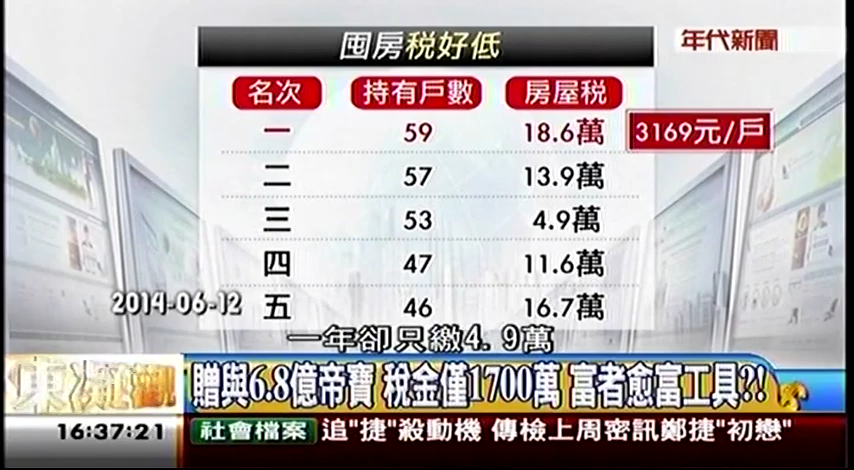 囤房稅好低
年代新聞
名次 持有戶數 房屋稅
一 59 18.6萬 3169元/戶
二 57 13.9萬
三 53 4.9萬
四 47 11.6萬
五 46 16.7萬
2014-06-12
一年卻只繳4.9萬
贈與6.8億帝寶 稅金僅1700萬 富者愈富工具?!
16:37:21 社會檔案 追"捷"殺動機 傳檢上周密訊鄭捷"初戀"